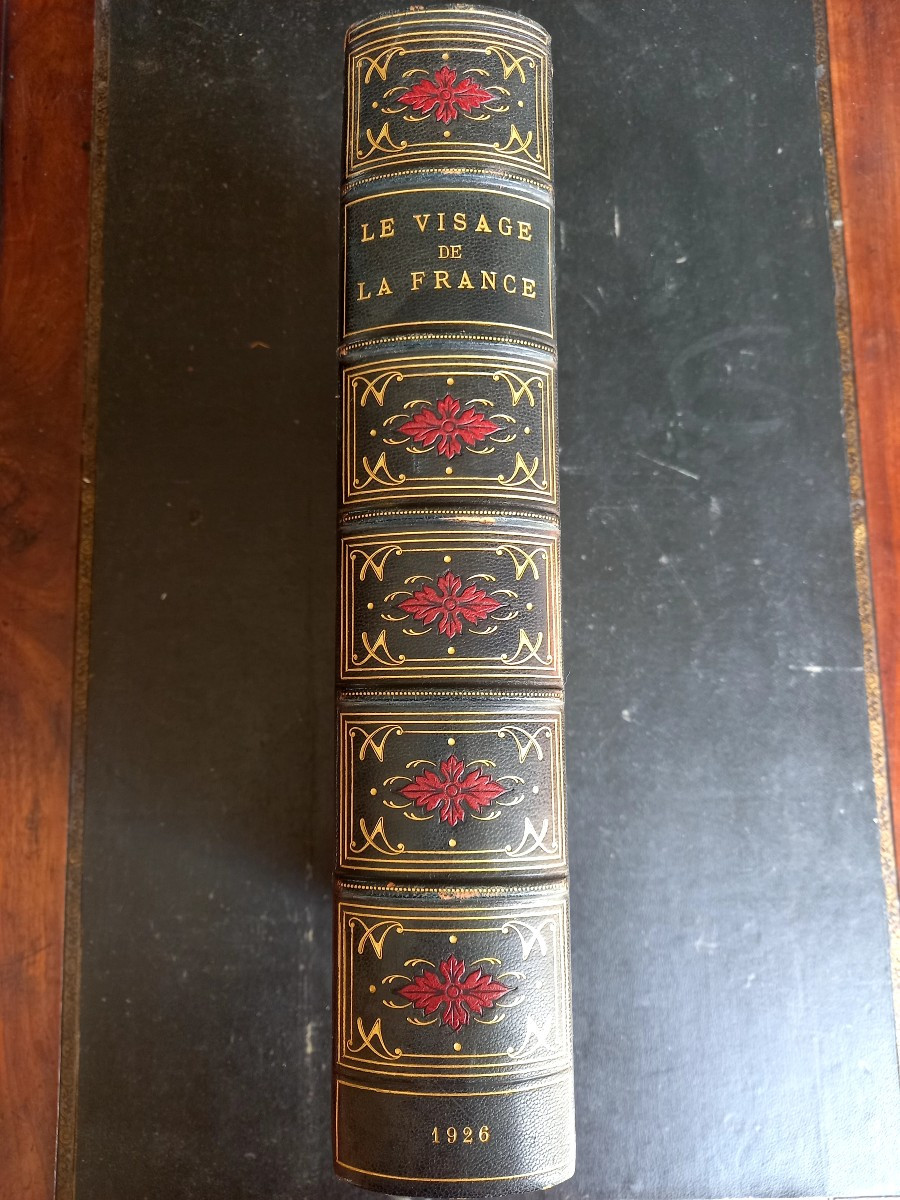 LE VISAGE
DE
LA FRANCE
1926